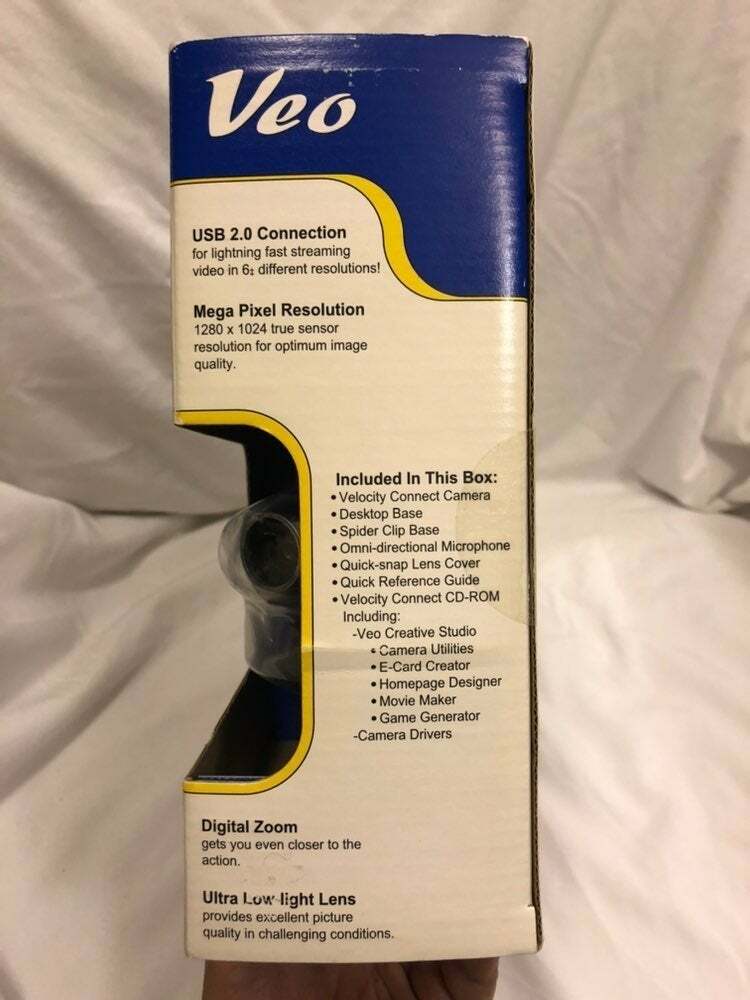 Veo
USB 2.0 Connection
for lightning fast streaming
video in 6 different resolutions!
Mega Pixel Resolution
1280 x 1024 true sensor
resolution for optimum image
quality.
Included In This Box:
• Velocity Connect Camera
• Desktop Base
• Spider Clip Base
• Omni-directional Microphone
• Quick-snap Lens Cover
• Quick Reference Guide
• Velocity Connect CD-ROM
Including:
-Veo Creative Studio
• Camera Utilities
• E-Card Creator
• Homepage Designer
• Movie Maker
• Game Generator
-Camera Drivers
Digital Zoom
gets you even closer to the
action.
Ultra Low light Lens
provides excellent picture
quality in challenging conditions.